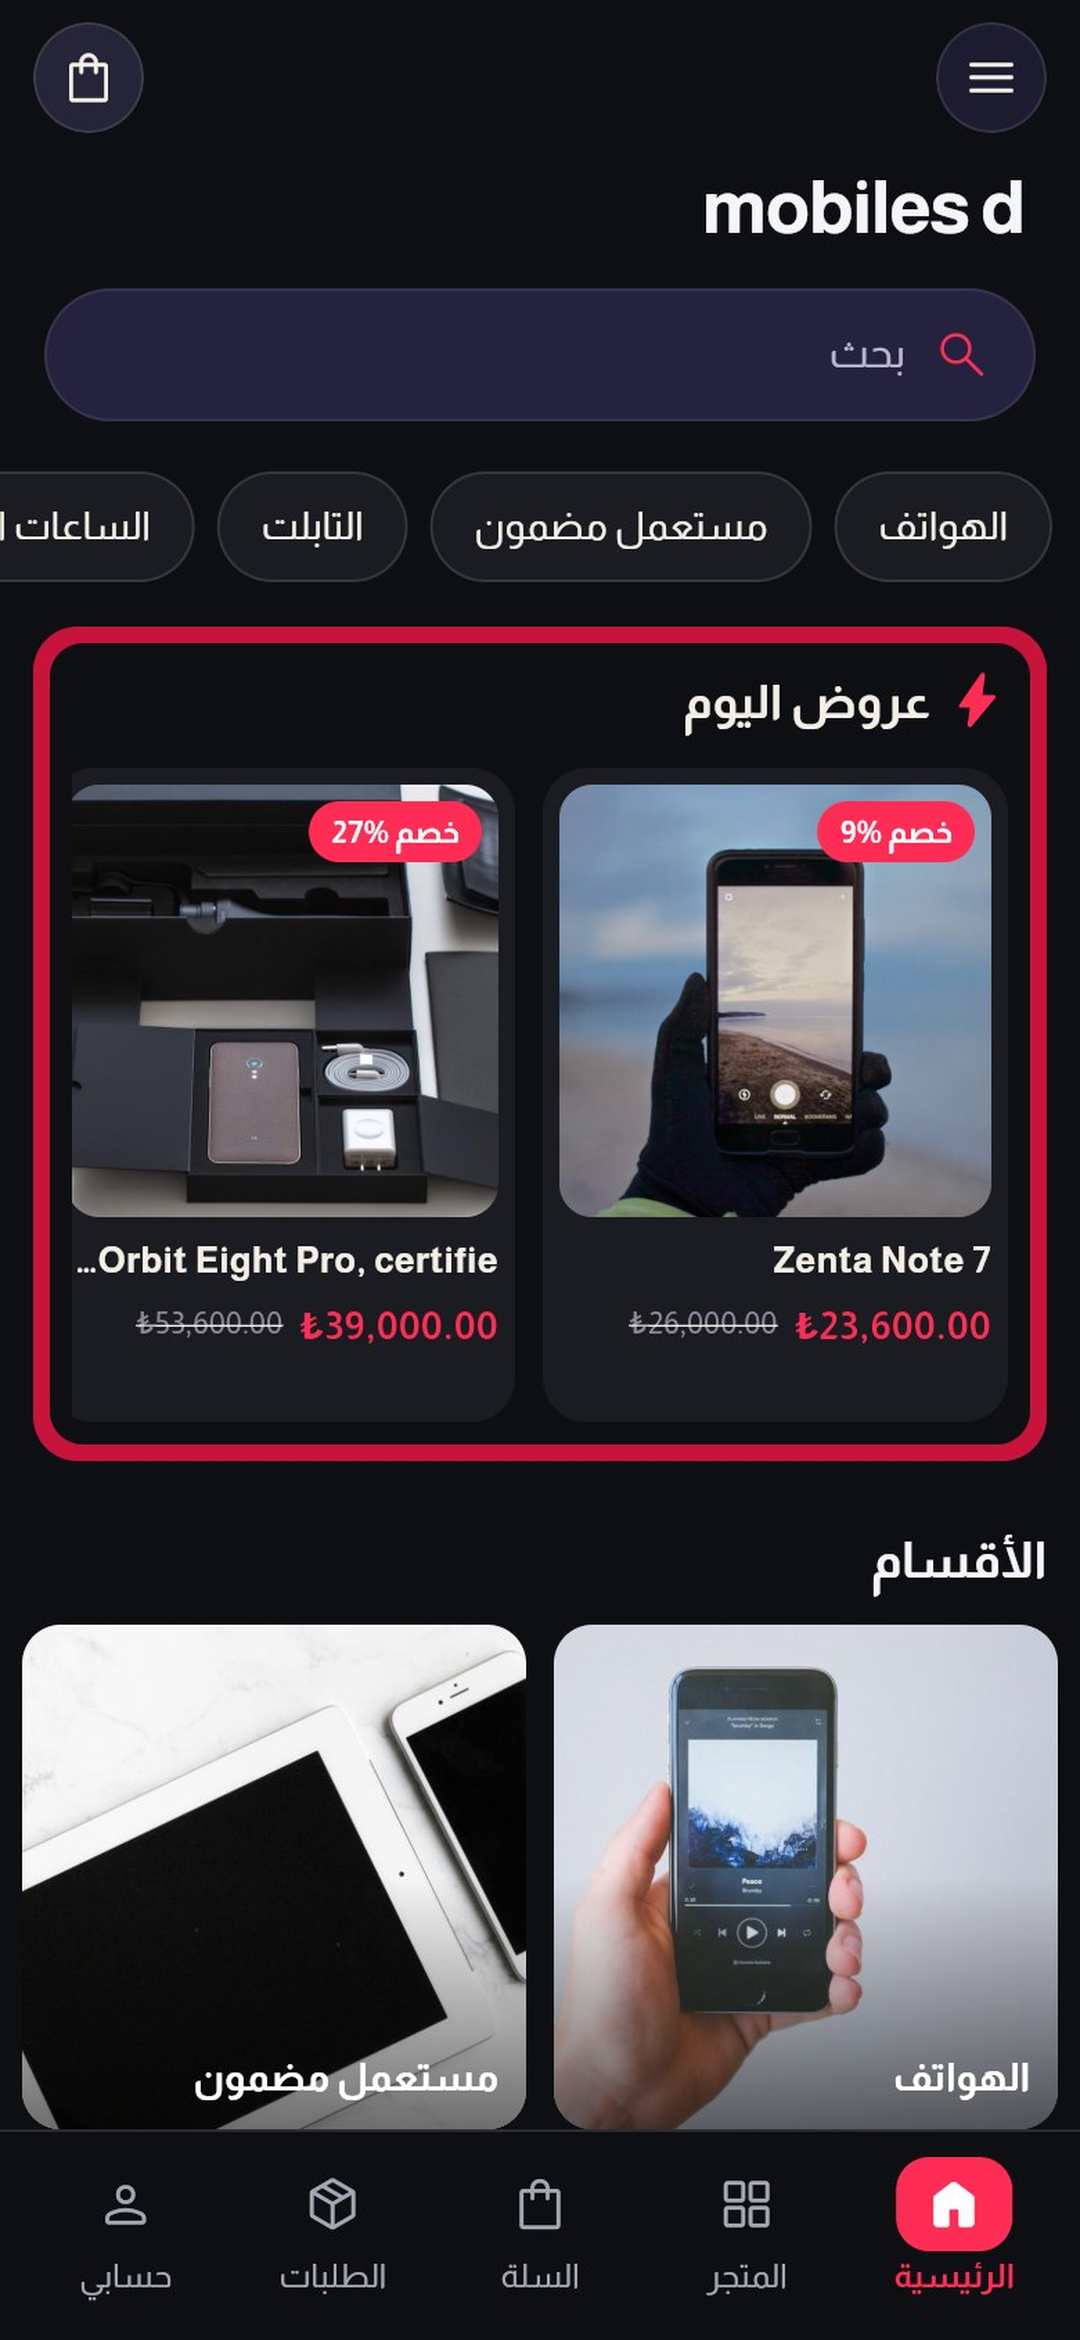 mobiles d
بحث
الهواتف
مستعمل مضمون
التابلت
الساعات ا
عروض اليوم
خصم 9%
خصم 27%
Zenta Note 7
Orbit Eight Pro, certifie...
₺23,600.00 ₺26,000.00
₺39,000.00 ₺53,600.00
الأقسام
الهواتف
مستعمل مضمون
الرئيسية
المتجر
السلة
الطلبات
حسابي